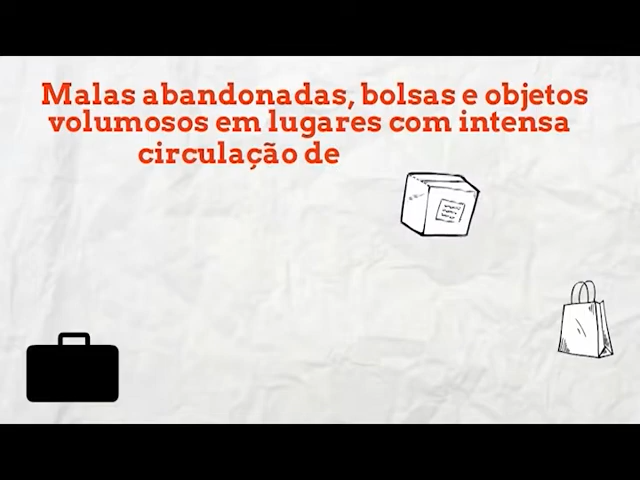 Malas abandonadas, bolsas e objetos
volumosos em lugares com intensa
circulação de